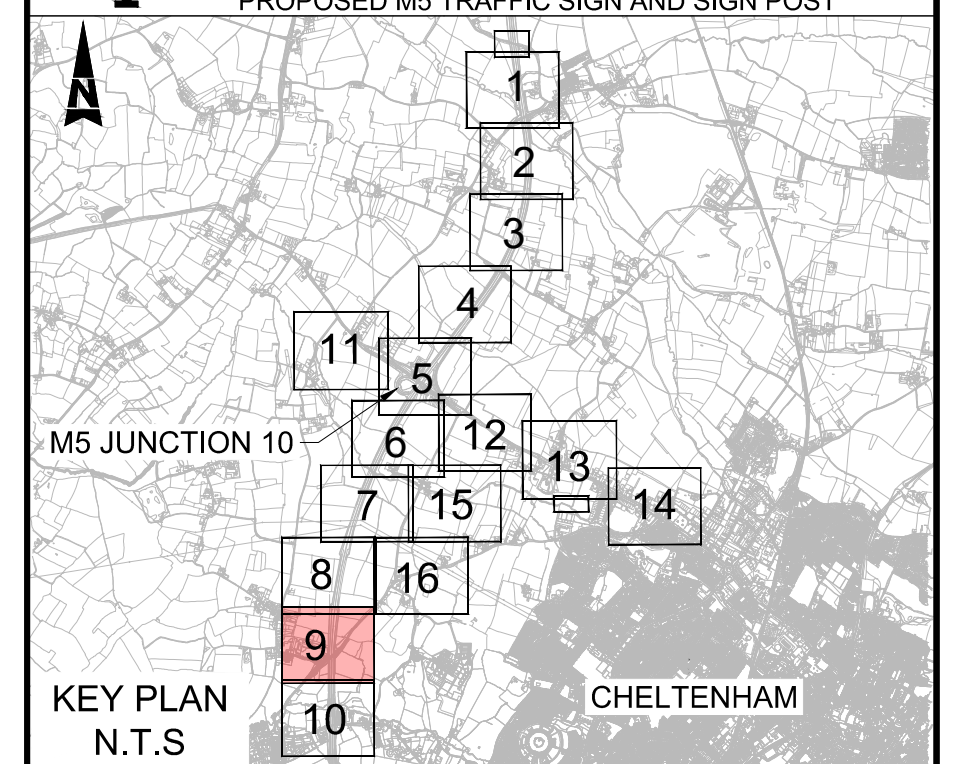 PROPOSED M5 TRAFFIC SIGN AND SIGN POST
N
1
2
3
4
11
5
M5 JUNCTION 10
6
12
13
7
15
14
8
16
9
KEY PLAN
N.T.S
10
CHELTENHAM